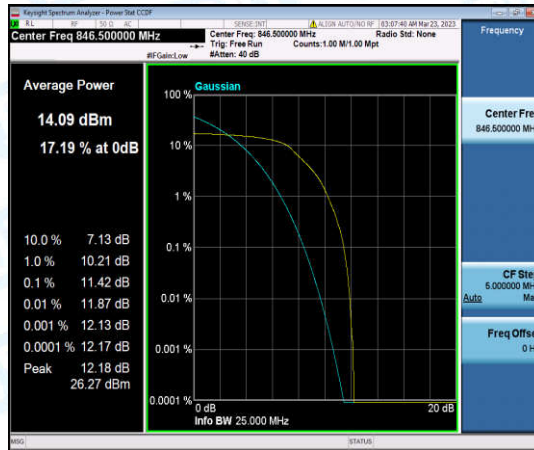 Keysight Spectrum Analyzer - Power Stat CCDF
RL RF 50 Ω AC SENSE:INT ALIGN AUTO/NO RF 03:07:48 AM Mar 23, 2023
Center Freq 846.500000 MHz
Center Freq: 846.500000 MHz Radio Std: None
Trig: Free Run Counts:1.00 M/1.00 Mpt
#IFGain:Low #Atten: 40 dB
Frequency
Average Power
14.09 dBm
17.19 % at 0dB
10.0 % 7.13 dB
1.0 % 10.21 dB
0.1 % 11.42 dB
0.01 % 11.87 dB
0.001 % 12.13 dB
0.0001 % 12.17 dB
Peak 12.18 dB
26.27 dBm
Gaussian
100 %
10 %
1 %
0.1 %
0.01 %
0.001 %
0.0001 %
0 dB 20 dB
Info BW 25.000 MHz
Center Fre
846.500000 MH
CF Ste
5.000000 MH
Auto Ma
Freq Offse
0 H
MSG STATUS